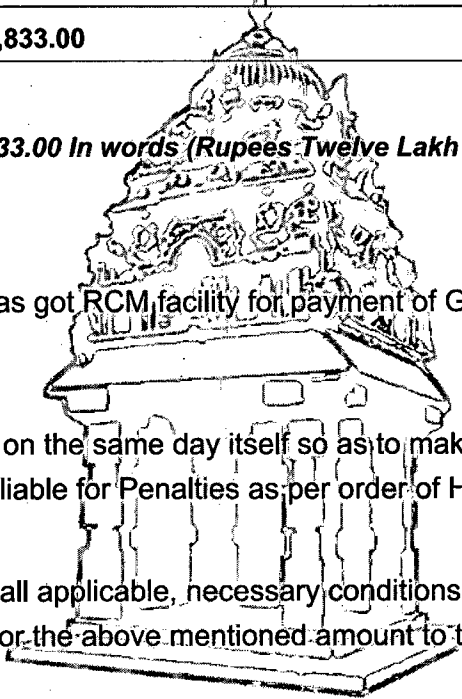 ,833.00
33.00 In words (Rupees Twelve Lakh
as got RCM facility for payment of G
on the same day itself so as to mak
liable for Penalties as per order of H
all applicable, necessary conditions
or the above mentioned amount to t